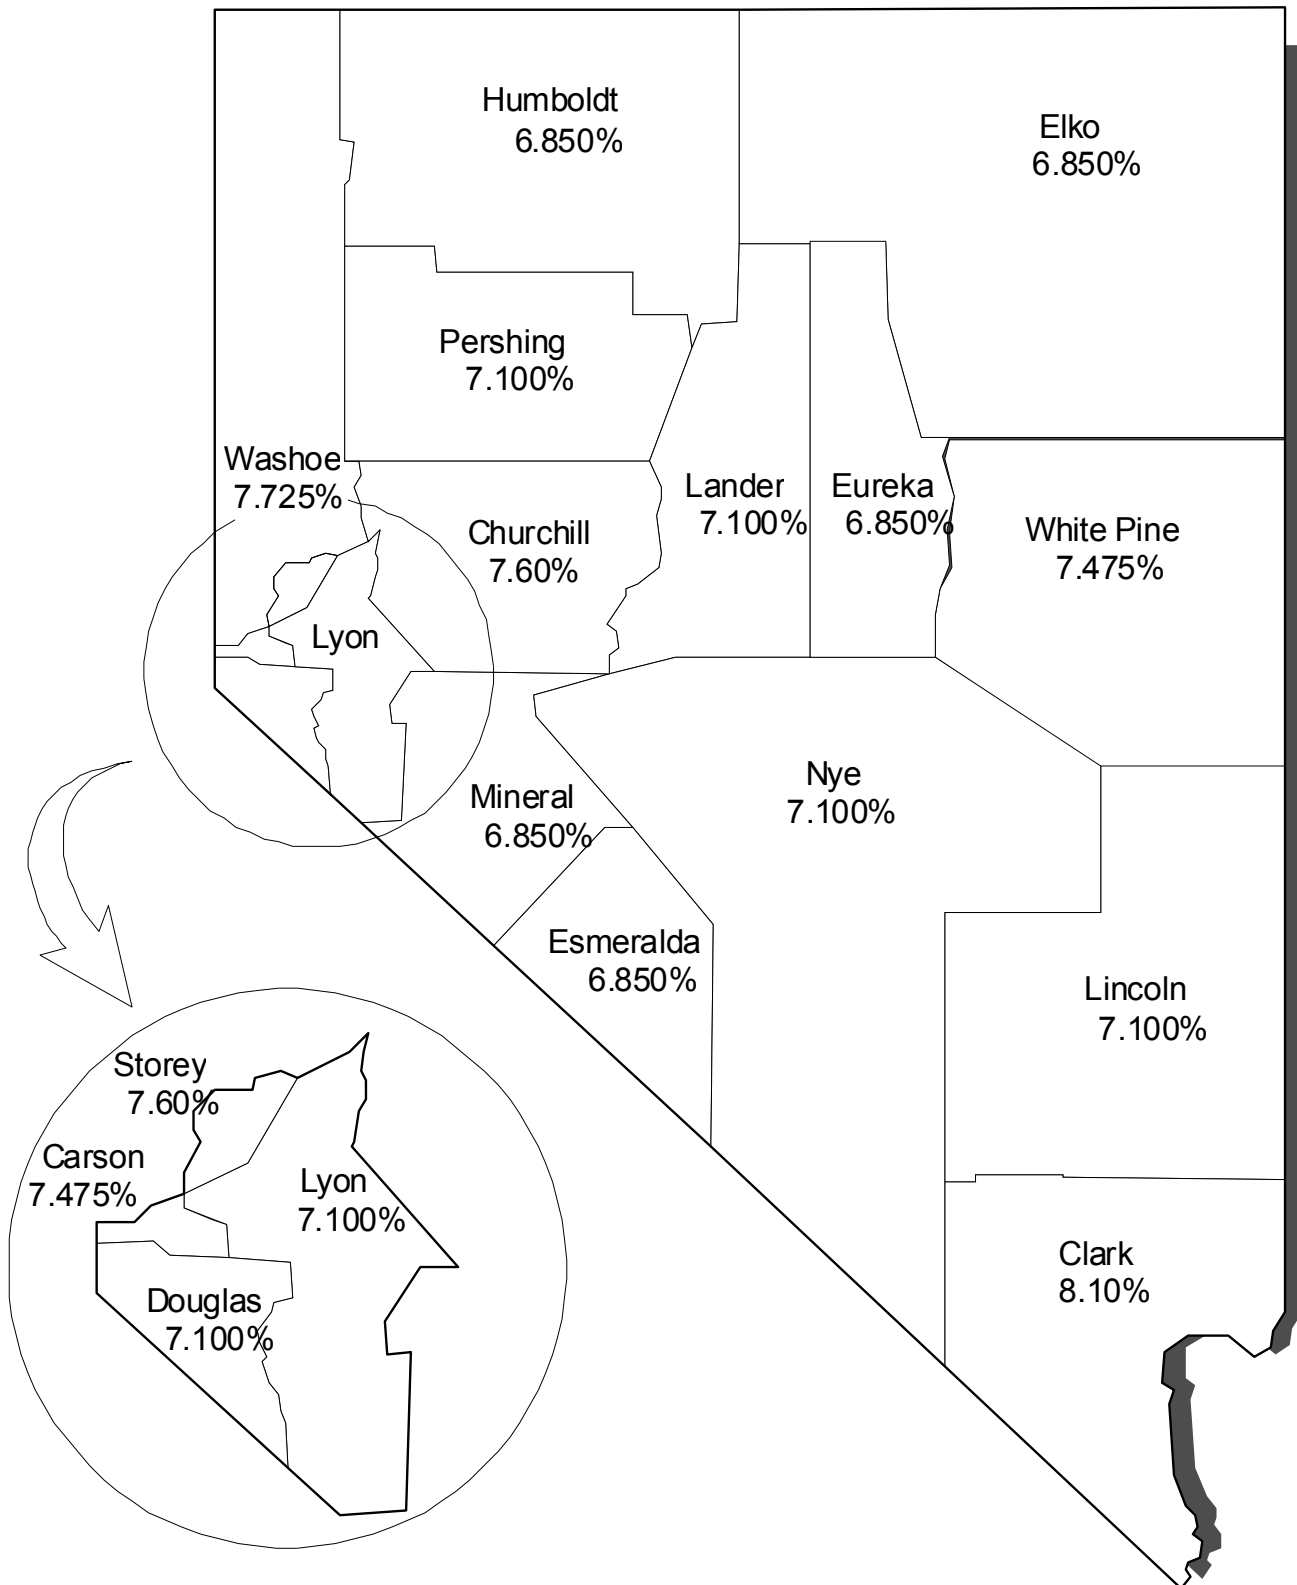 Humboldt
6.850%
Elko
6.850%
Pershing
7.100%
Washoe
7.725%
Lander
7.100%
Eureka
6.850%
Churchill
7.60%
White Pine
7.475%
Lyon
Nye
7.100%
Mineral
6.850%
Esmeralda
6.850%
Lincoln
7.100%
Storey
7.60%
Carson
7.475%
Lyon
7.100%
Douglas
7.100%
Clark
8.10%